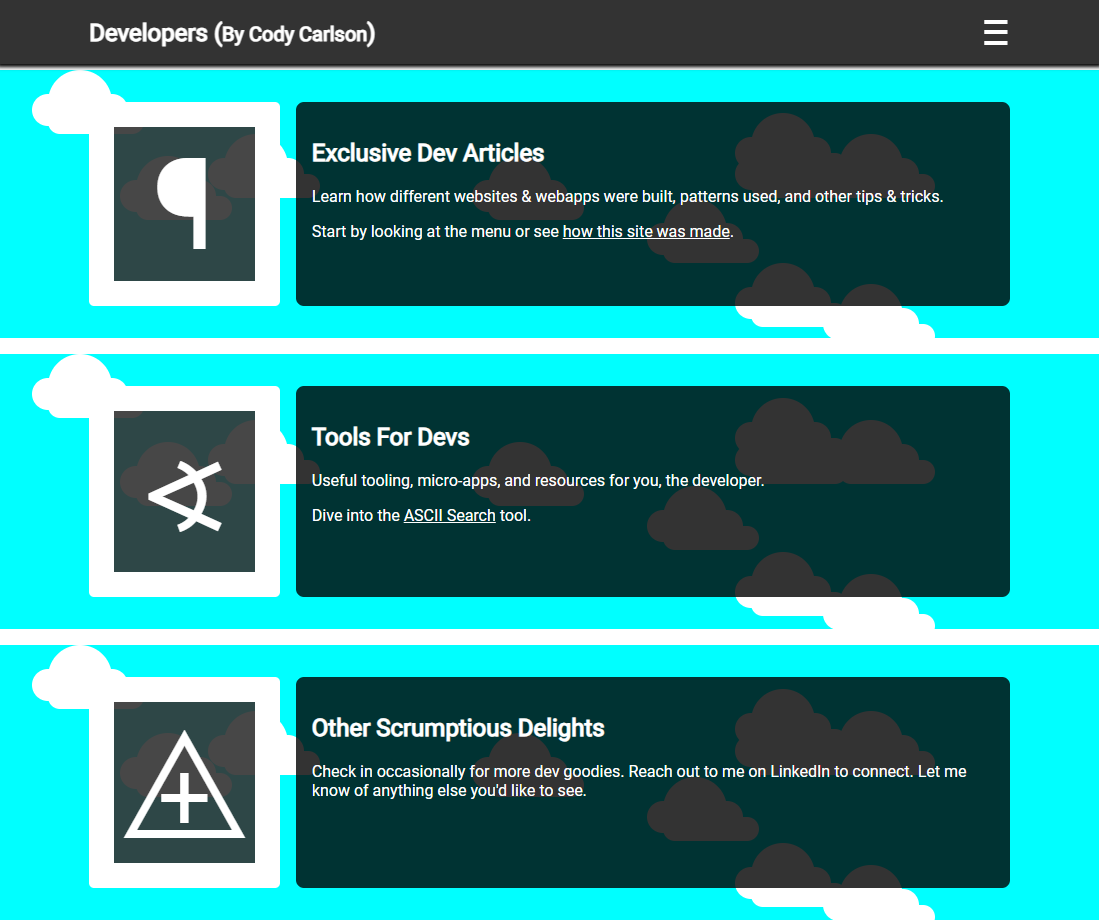 Developers (By Cody Carlson)
☰
¶
Exclusive Dev Articles
Learn how different websites & webapps were built, patterns used, and other tips & tricks.
Start by looking at the menu or see how this site was made.
⦠
Tools For Devs
Useful tooling, micro-apps, and resources for you, the developer.
Dive into the ASCII Search tool.
⨹
Other Scrumptious Delights
Check in occasionally for more dev goodies. Reach out to me on LinkedIn to connect. Let me
know of anything else you'd like to see.